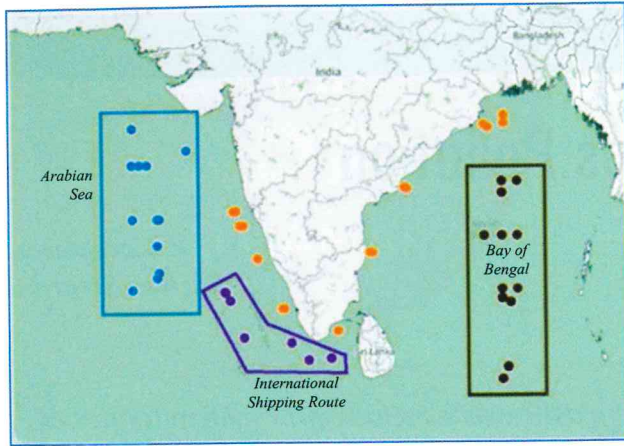 Bangladesh
India
Arabian
Sea
Bay of
Bengal
Sri Lanka
International
Shipping Route